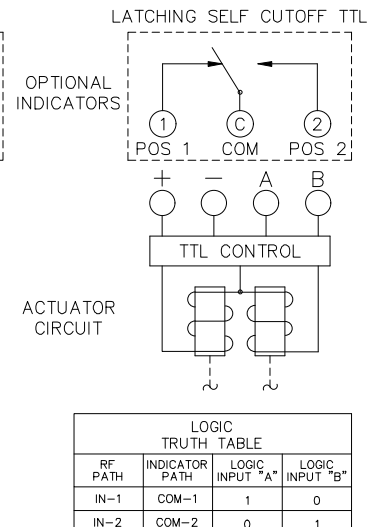 LATCHING SELF CUTOFF TTL
OPTIONAL
INDICATORS
1 C 2
POS 1 COM POS 2
+ − A B
TTL CONTROL
ACTUATOR
CIRCUIT
LOGIC
TRUTH TABLE
RF PATH INDICATOR PATH LOGIC INPUT "A" LOGIC INPUT "B"
IN-1 COM-1 1 0
IN-2 COM-2 0 1